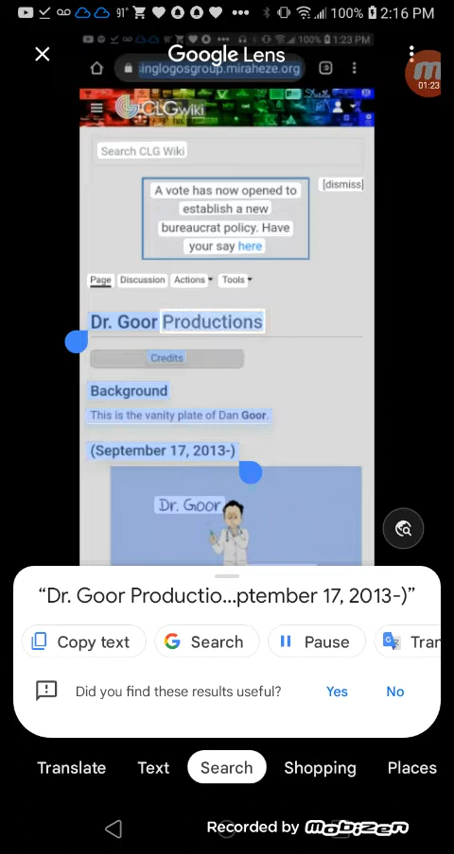 91° ••• 100% 2:16 PM
100% 1:23 PM
Google Lens
inglogosgroup.miraheze.org
01:23
CLGwiki
Search CLG Wiki
A vote has now opened to
establish a new
bureaucrat policy. Have
your say here
[dismiss]
Page Discussion Actions Tools
Dr. Goor Productions
Credits
Background
This is the vanity plate of Dan Goor.
(September 17, 2013-)
Dr. Goor
“Dr. Goor Productio...ptember 17, 2013-)”
Copy text Search Pause Tran
Did you find these results useful? Yes No
Translate Text Search Shopping Places
Recorded by mobizen